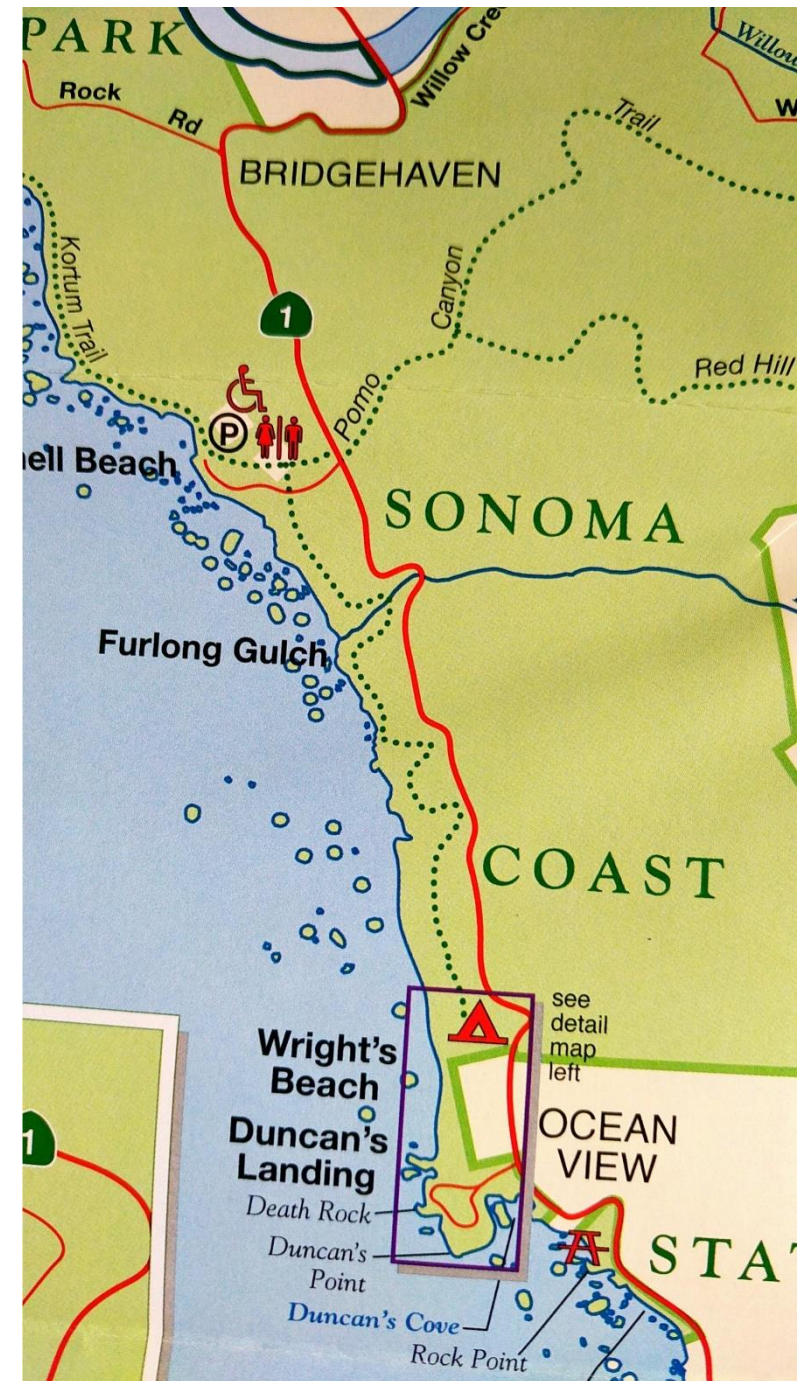 PARK
Willow Cre
Willow
W
Rock
Rd
Trail
BRIDGEHAVEN
Kortum Trail
Canyon
1
Red Hill
Pomo
P
ell Beach
SONOMA
Furlong Gulch
COAST
see
detail
map
left
Wright's
Beach
Duncan's
Landing
OCEAN
VIEW
1
Death Rock
Duncan's
Point
STAT
Duncan's Cove
Rock Point